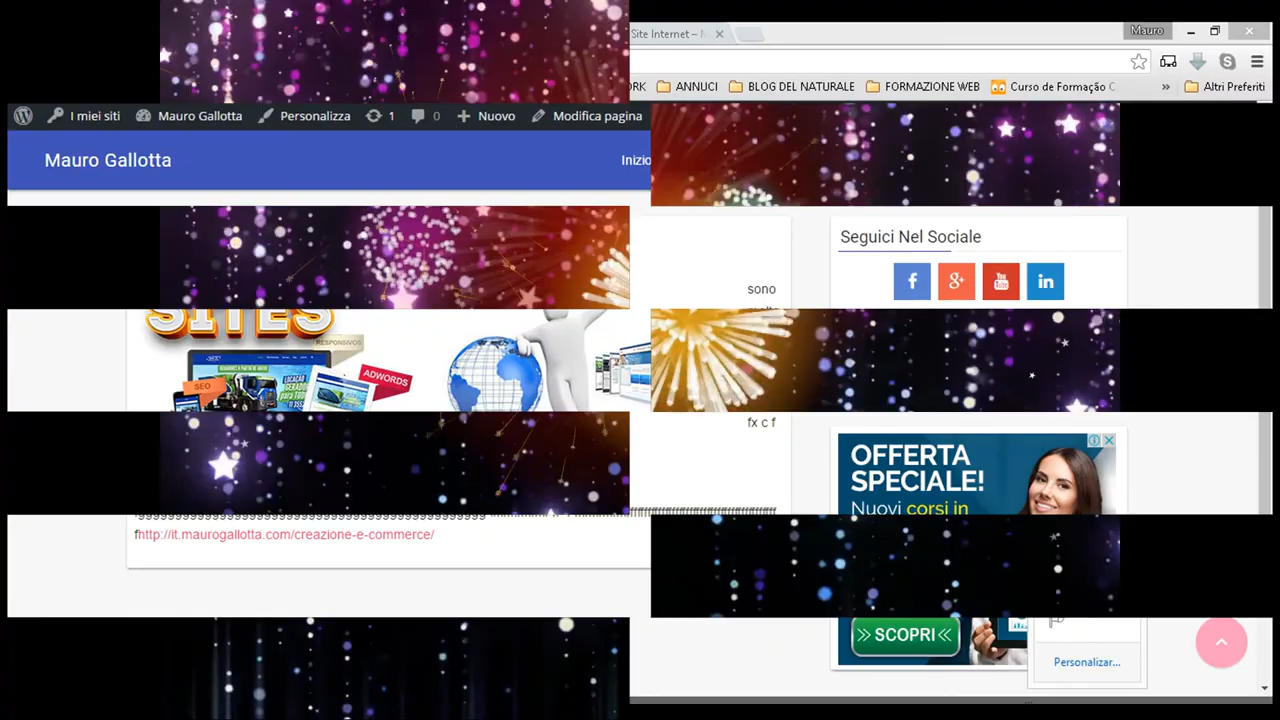 Site Internet –
Mauro
ANNUCI
BLOG DEL NATURALE
FORMAZIONE WEB
Curso de Formação
Altri Preferiti
I miei siti
Mauro Gallotta
Personalizza
1
0
Nuovo
Modifica pagina
Mauro Gallotta
Inizio
Seguici Nel Sociale
sono
SITES
RESPONSIVOS
SEO
ADWORDS
fx c f
OFFERTA
SPECIALE!
Nuovi corsi in
fhttp://it.maurogallotta.com/creazione-e-commerce/
>> SCOPRI <<
Personalizar...